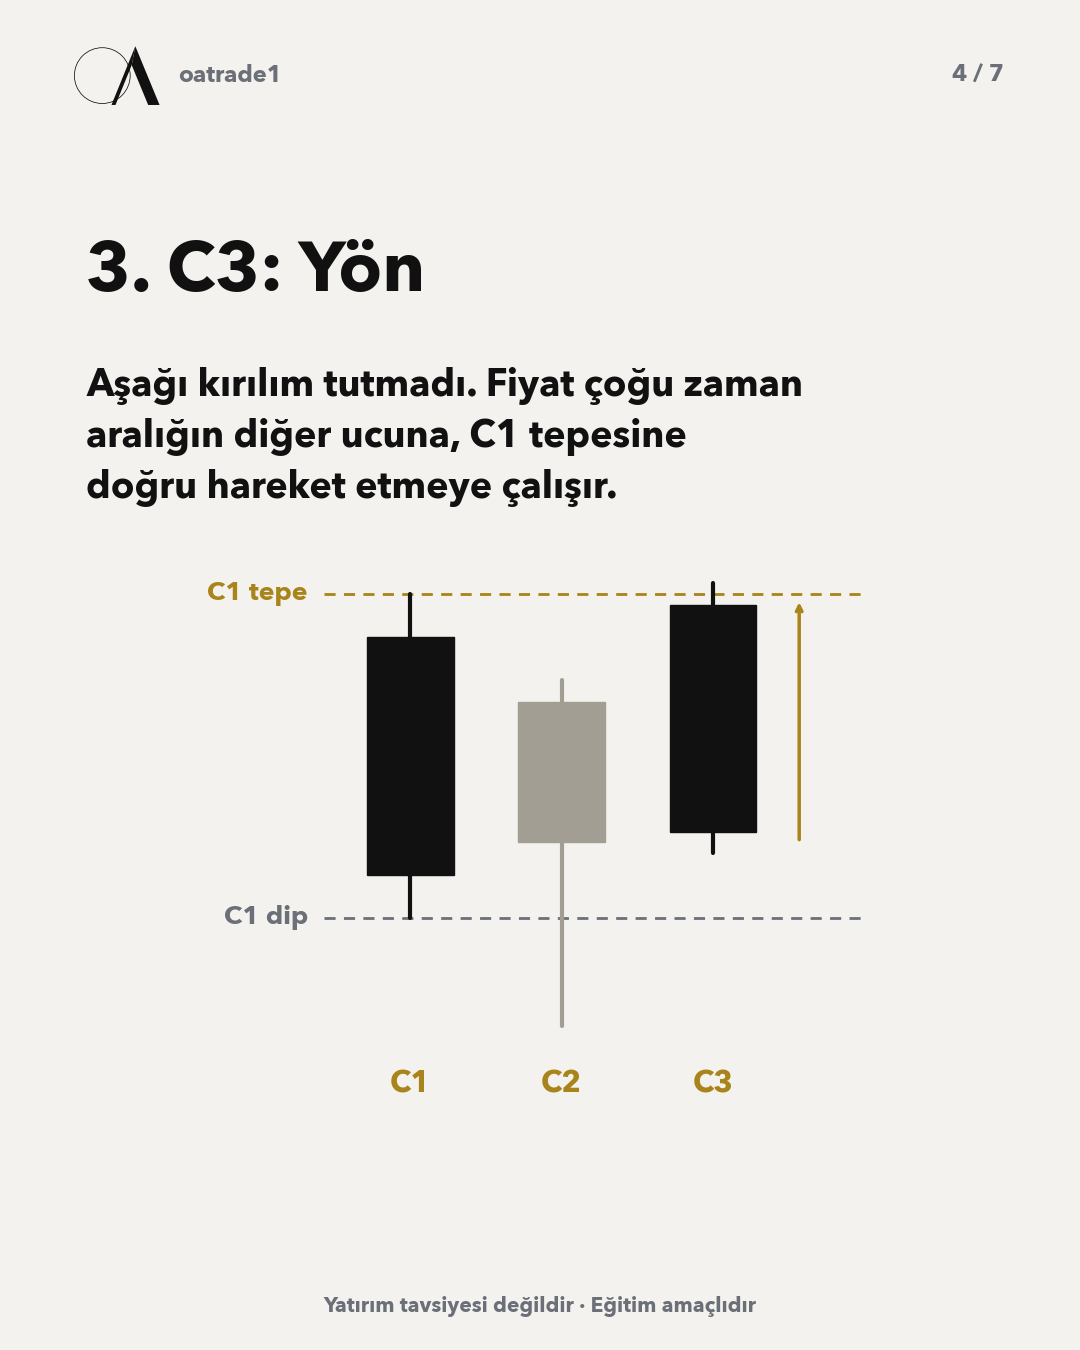 oatrade1
4 / 7
3. C3: Yön
Aşağı kırılım tutmadı. Fiyat çoğu zaman
aralığın diğer ucuna, C1 tepesine
doğru hareket etmeye çalışır.
C1 tepe
C1 dip
C1
C2
C3
Yatırım tavsiyesi değildir · Eğitim amaçlıdır